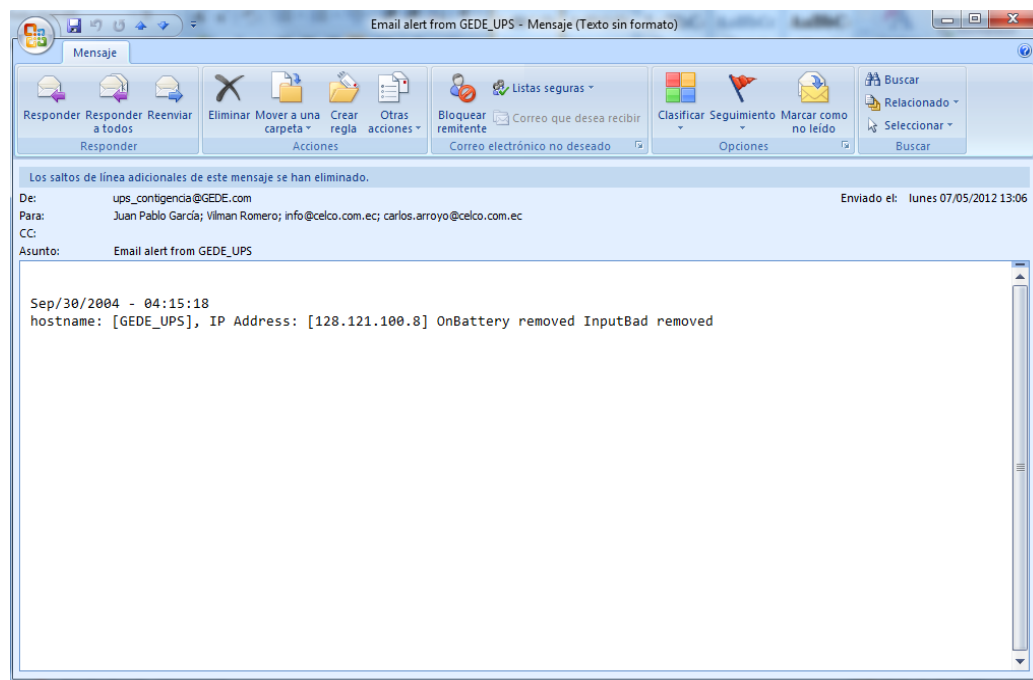 Email alert from GEDE_UPS - Mensaje (Texto sin formato)
Mensaje
Responder Responder a todos Reenviar
Eliminar Mover a una carpeta Crear regla Otras acciones
Bloquear remitente Listas seguras Correo que desea recibir
Clasificar Seguimiento Marcar como no leído
Buscar
Relacionado
Seleccionar
Responder Acciones Correo electrónico no deseado Opciones Buscar
Los saltos de línea adicionales de este mensaje se han eliminado.
De: ups_contigencia@GEDE.com Enviado el: lunes 07/05/2012 13:06
Para: Juan Pablo García; Vilman Romero; info@celco.com.ec; carlos.arroyo@celco.com.ec
CC:
Asunto: Email alert from GEDE_UPS
Sep/30/2004 - 04:15:18
hostname: [GEDE_UPS], IP Address: [128.121.100.8] OnBattery removed InputBad removed